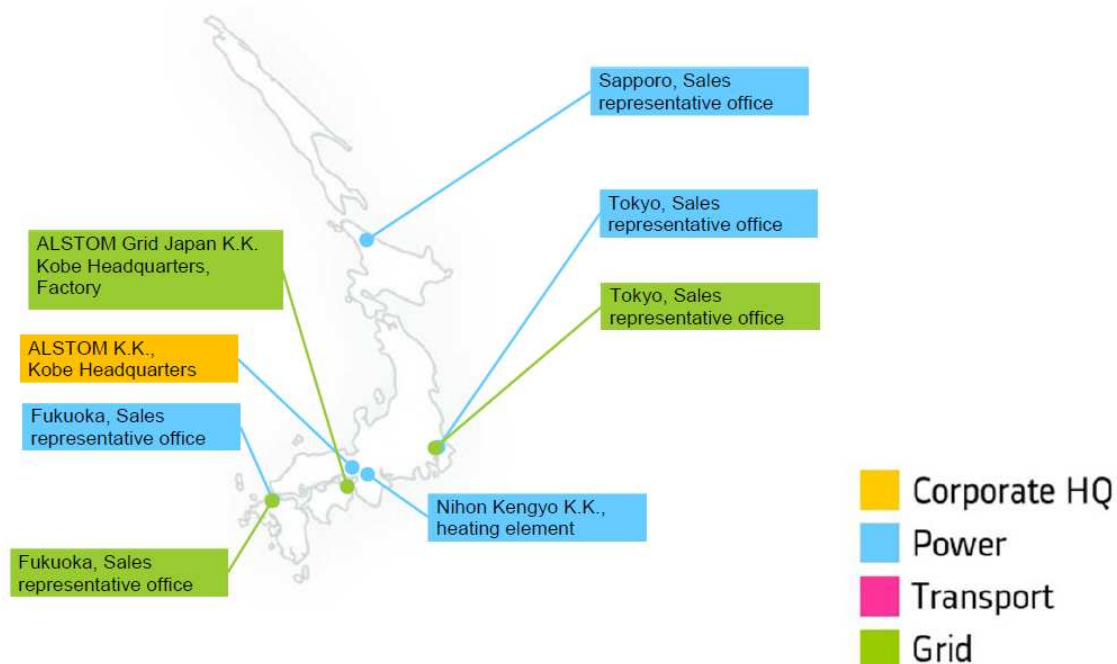 Sapporo, Sales
representative office
Tokyo, Sales
representative office
ALSTOM Grid Japan K.K.
Kobe Headquarters,
Factory
Tokyo, Sales
representative office
ALSTOM K.K.,
Kobe Headquarters
Fukuoka, Sales
representative office
Nihon Kengyo K.K.,
heating element
Fukuoka, Sales
representative office
Corporate HQ
Power
Transport
Grid